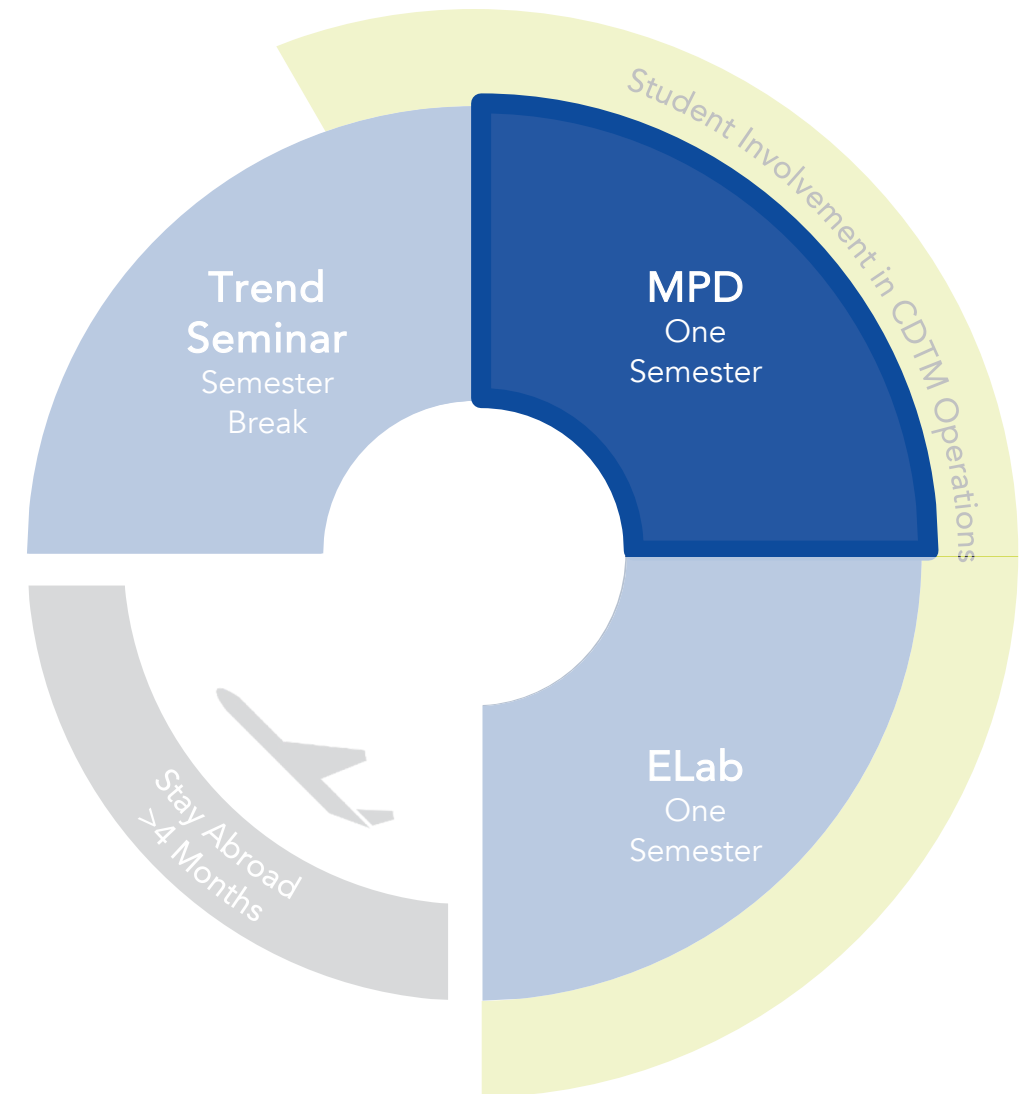 Student Involvement in CDTM Operations
Trend
Seminar
Semester
Break
MPD
One
Semester
ELab
One
Semester
Stay Abroad
>4 Months